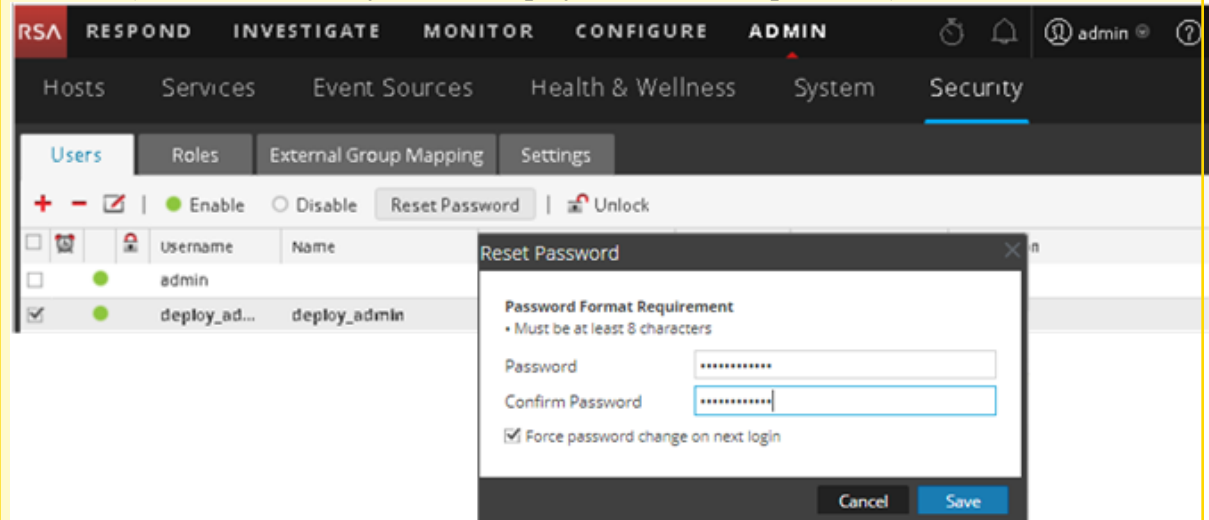 RSA RESPOND INVESTIGATE MONITOR CONFIGURE ADMIN admin
Hosts Services Event Sources Health & Wellness System Security
Users Roles External Group Mapping Settings
Enable Disable Reset Password Unlock
Username Name
admin
deploy_ad... deploy_admin
Reset Password
Password Format Requirement
• Must be at least 8 characters
Password ••••••••••••
Confirm Password ••••••••••••
Force password change on next login
Cancel Save